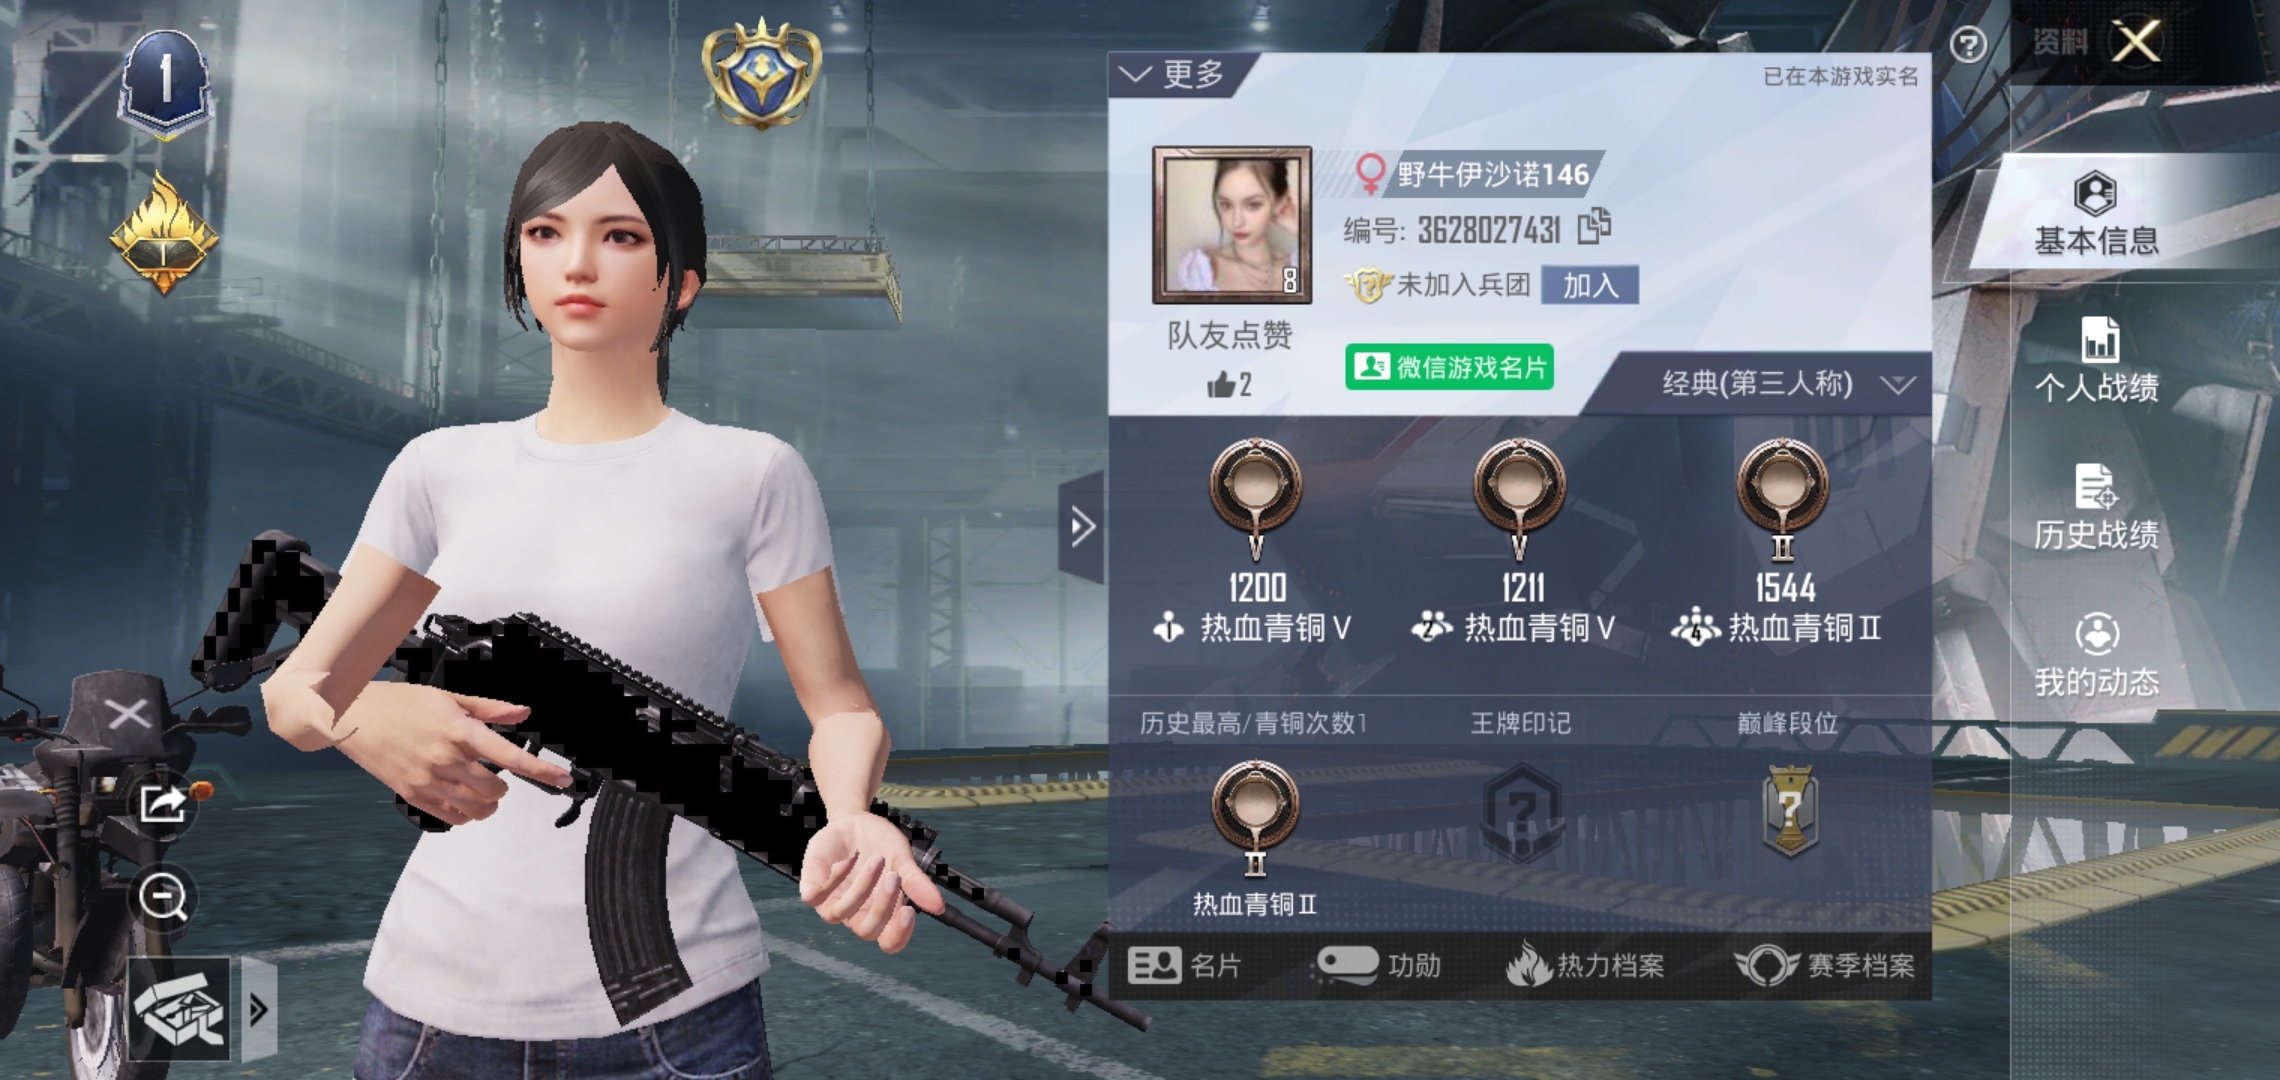 1
更多
已在本游戏实名
资料
野牛伊沙诺146
编号: 3628027431
8
未加入兵团
加入
队友点赞
2
微信游戏名片
经典(第三人称)
基本信息
个人战绩
历史战绩
我的动态
V
V
II
1200
1211
1544
1 热血青铜V
2 热血青铜V
4 热血青铜II
历史最高/青铜次数1
王牌印记
巅峰段位
II
热血青铜II
名片
功勋
热力档案
赛季档案